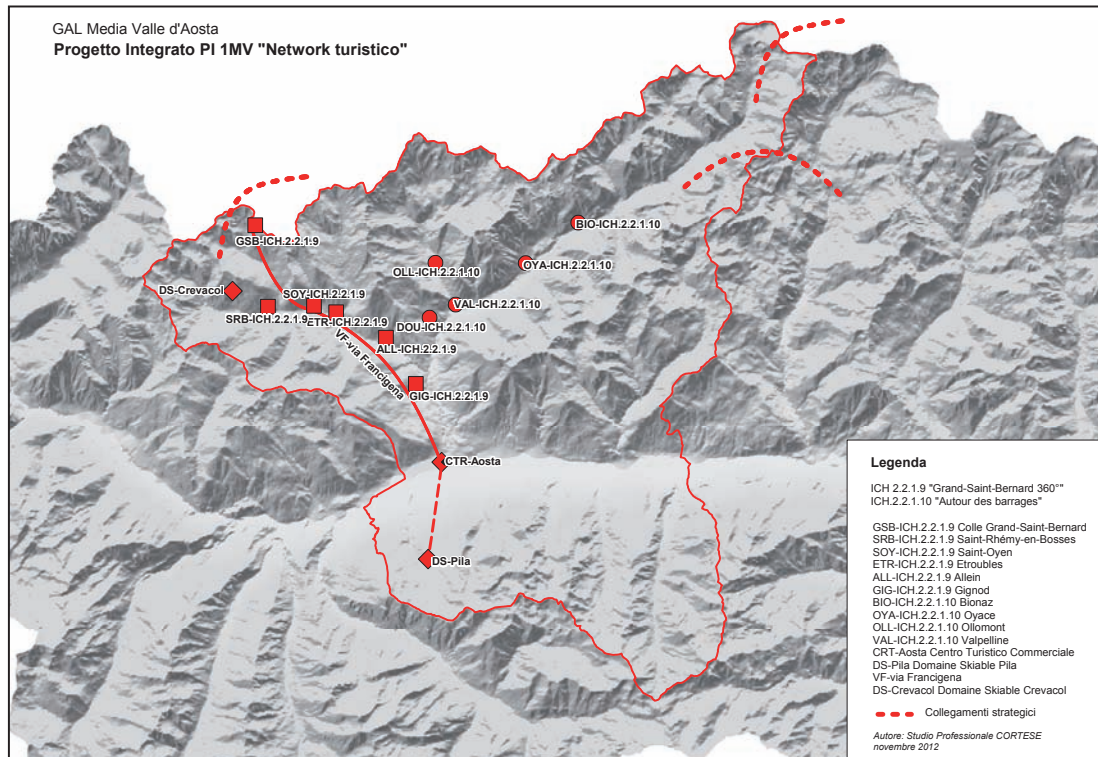 GAL Media Valle d'Aosta
Progetto Integrato PI 1MV "Network turistico"
GSB-ICH.2.2.1.9
BIO-ICH.2.2.1.10
OLL-ICH.2.2.1.10
OYA-ICH.2.2.1.10
DS-Crevacol
SOY-ICH.2.2.1.9
VAL-ICH.2.2.1.10
SRB-ICH.2.2.1.9
ETR-ICH.2.2.1.9
DOU-ICH.2.2.1.10
ALL-ICH.2.2.1.9
VF-via Francigena
GIG-ICH.2.2.1.9
CTR-Aosta
DS-Pila
Legenda
ICH 2.2.1.9 "Grand-Saint-Bernard 360°"
ICH.2.2.1.10 "Autour des barrages"
GSB-ICH.2.2.1.9 Colle Grand-Saint-Bernard
SRB-ICH.2.2.1.9 Saint-Rhémy-en-Bosses
SOY-ICH.2.2.1.9 Saint-Oyen
ETR-ICH.2.2.1.9 Etroubles
ALL-ICH.2.2.1.9 Allein
GIG-ICH.2.2.1.9 Gignod
BIO-ICH.2.2.1.10 Bionaz
OYA-ICH.2.2.1.10 Oyace
OLL-ICH.2.2.1.10 Ollomont
VAL-ICH.2.2.1.10 Valpelline
CRT-Aosta Centro Turistico Commerciale
DS-Pila Domaine Skiable Pila
VF-via Francigena
DS-Crevacol Domaine Skiable Crevacol
Collegamenti strategici
Autore: Studio Professionale CORTESE
novembre 2012